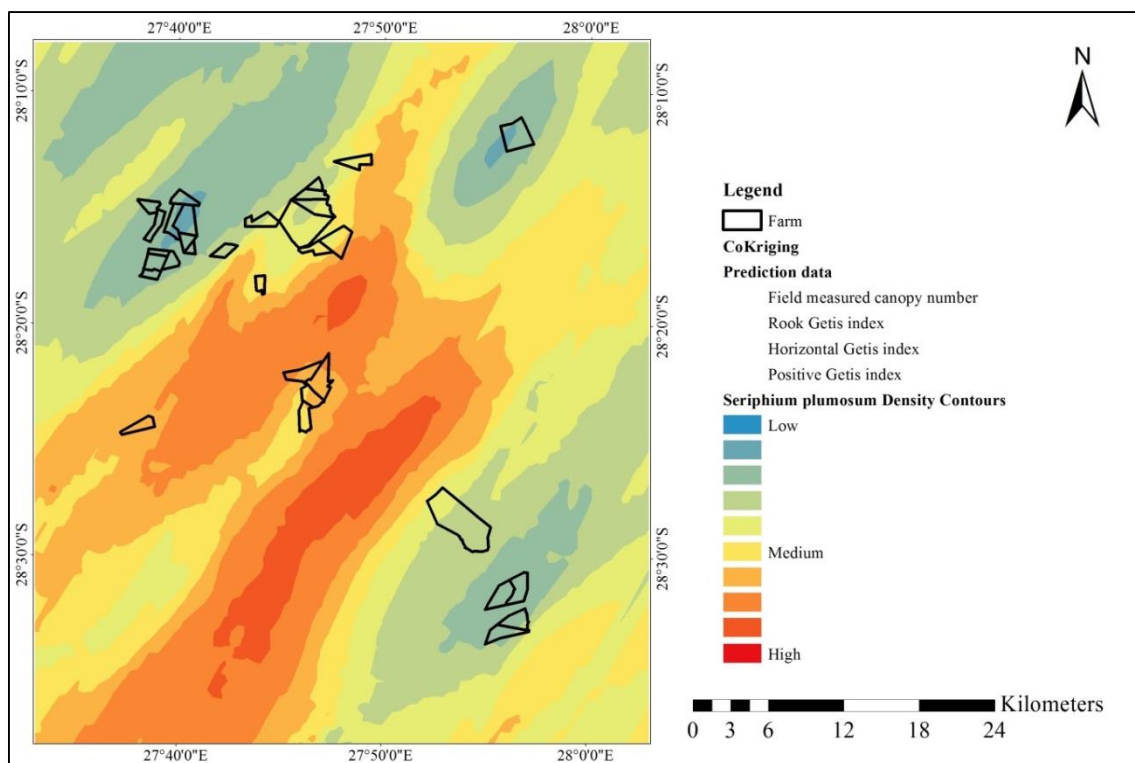 27°40'0"E
27°50'0"E
28°0'0"E
28°10'0"S
28°10'0"S
28°20'0"S
28°20'0"S
28°30'0"S
28°30'0"S
27°40'0"E
27°50'0"E
28°0'0"E
N
Legend
Farm
CoKriging
Prediction data
Field measured canopy number
Rook Getis index
Horizontal Getis index
Positive Getis index
Seriphium plumosum Density Contours
Low
Medium
High
Kilometers
0 3 6 12 18 24